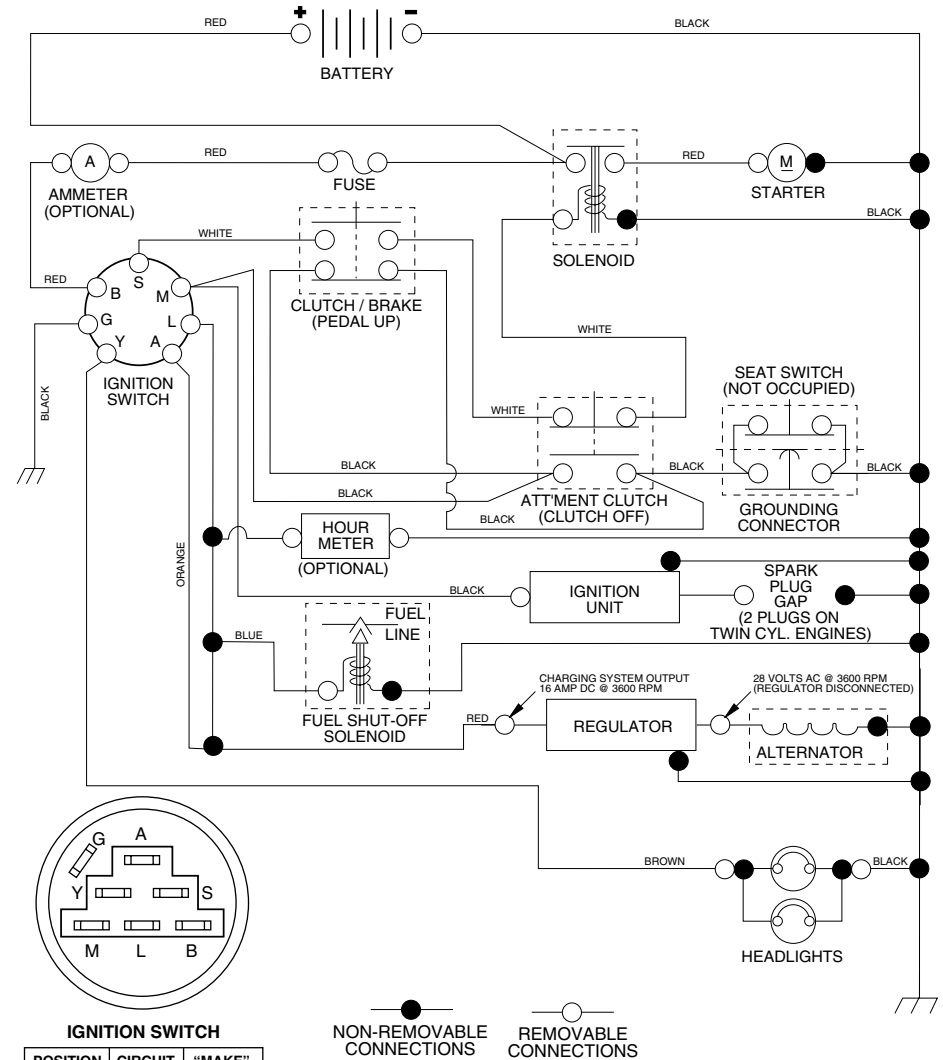 + -
RED
BLACK
BATTERY
A
RED
FUSE
RED
M
STARTER
AMMETER
(OPTIONAL)
WHITE
BLACK
SOLENOID
RED
S
B
M
G
L
Y
A
CLUTCH / BRAKE
(PEDAL UP)
IGNITION
SWITCH
WHITE
BLACK
SEAT SWITCH
(NOT OCCUPIED)
WHITE
BLACK
BLACK
BLACK
BLACK
ATT'MENT CLUTCH
(CLUTCH OFF)
BLACK
GROUNDING
CONNECTOR
HOUR
METER
(OPTIONAL)
ORANGE
BLACK
IGNITION
UNIT
SPARK
PLUG
GAP
(2 PLUGS ON
TWIN CYL. ENGINES)
FUEL
LINE
BLUE
FUEL SHUT-OFF
SOLENOID
CHARGING SYSTEM OUTPUT
16 AMP DC @ 3600 RPM
28 VOLTS AC @ 3600 RPM
(REGULATOR DISCONNECTED)
RED
REGULATOR
ALTERNATOR
G
A
Y
S
M L B
BROWN
BLACK
HEADLIGHTS
IGNITION SWITCH
NON-REMOVABLE
CONNECTIONS
REMOVABLE
CONNECTIONS
POSITION CIRCUIT "MAKE"